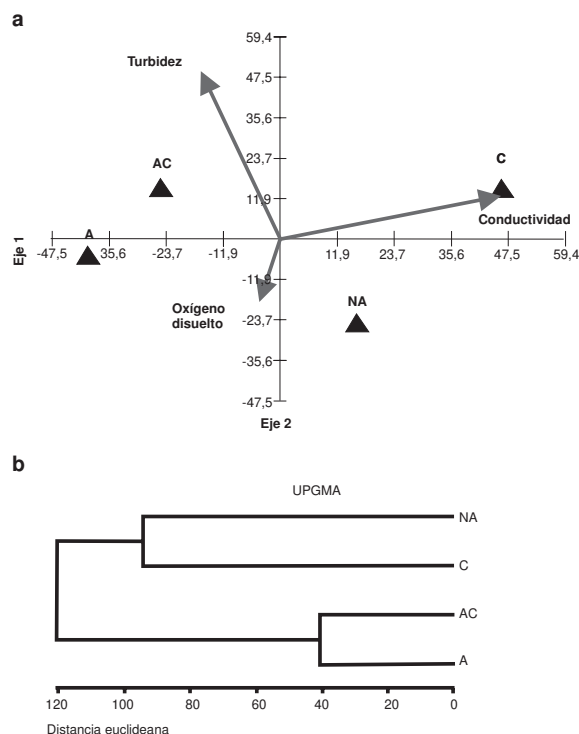 a
59,4
Turbidez
47,5
35,6
AC
23,7
C
11,9
Conductividad
A
Eje 1
-47,5 35,6 -23,7 -11,9 11,9 23,7 35,6 47,5 59,4
-11,9
Oxígeno
disuelto
NA
-23,7
-35,6
-47,5
Eje 2
b
UPGMA
NA
C
AC
A
120 100 80 60 40 20 0
Distancia euclideana